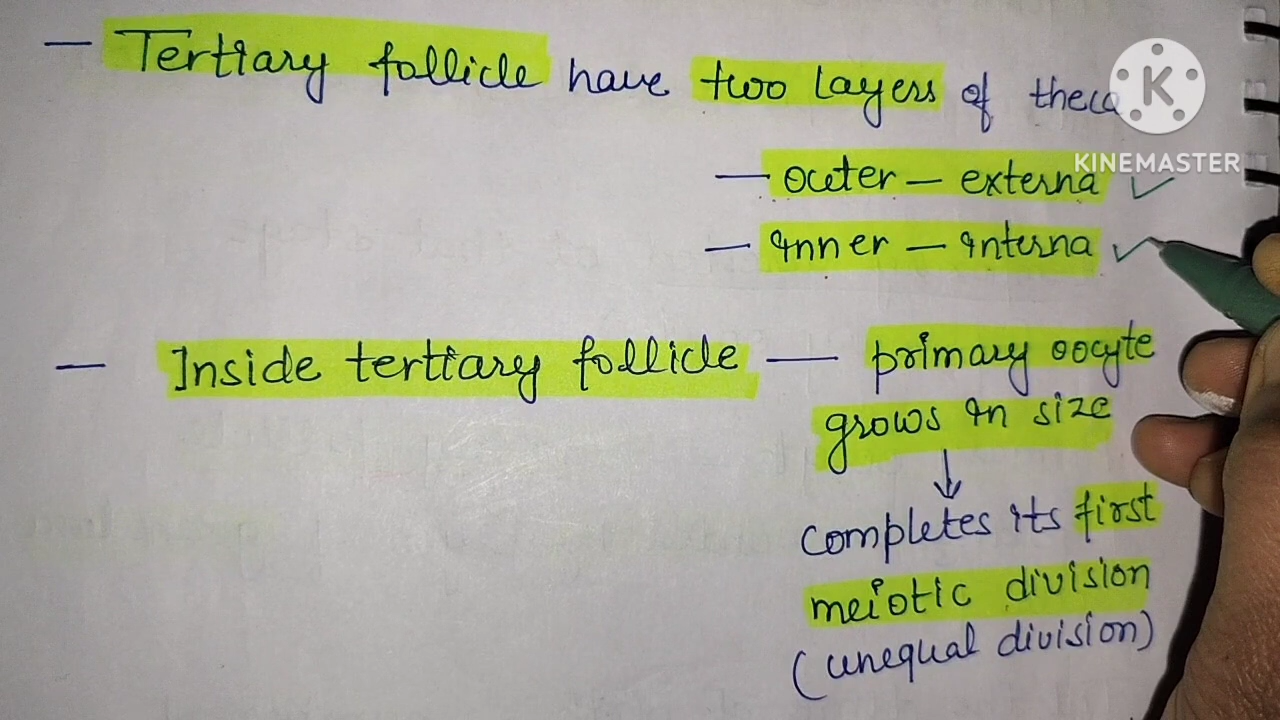 — Tertiary follicle have two layers of theca
K
KINEMASTER
— outer – externa ✓
— inner – interna ✓
— Inside tertiary follicle — primary oocyte
grows in size
↓
completes its first
meiotic division
(unequal division)